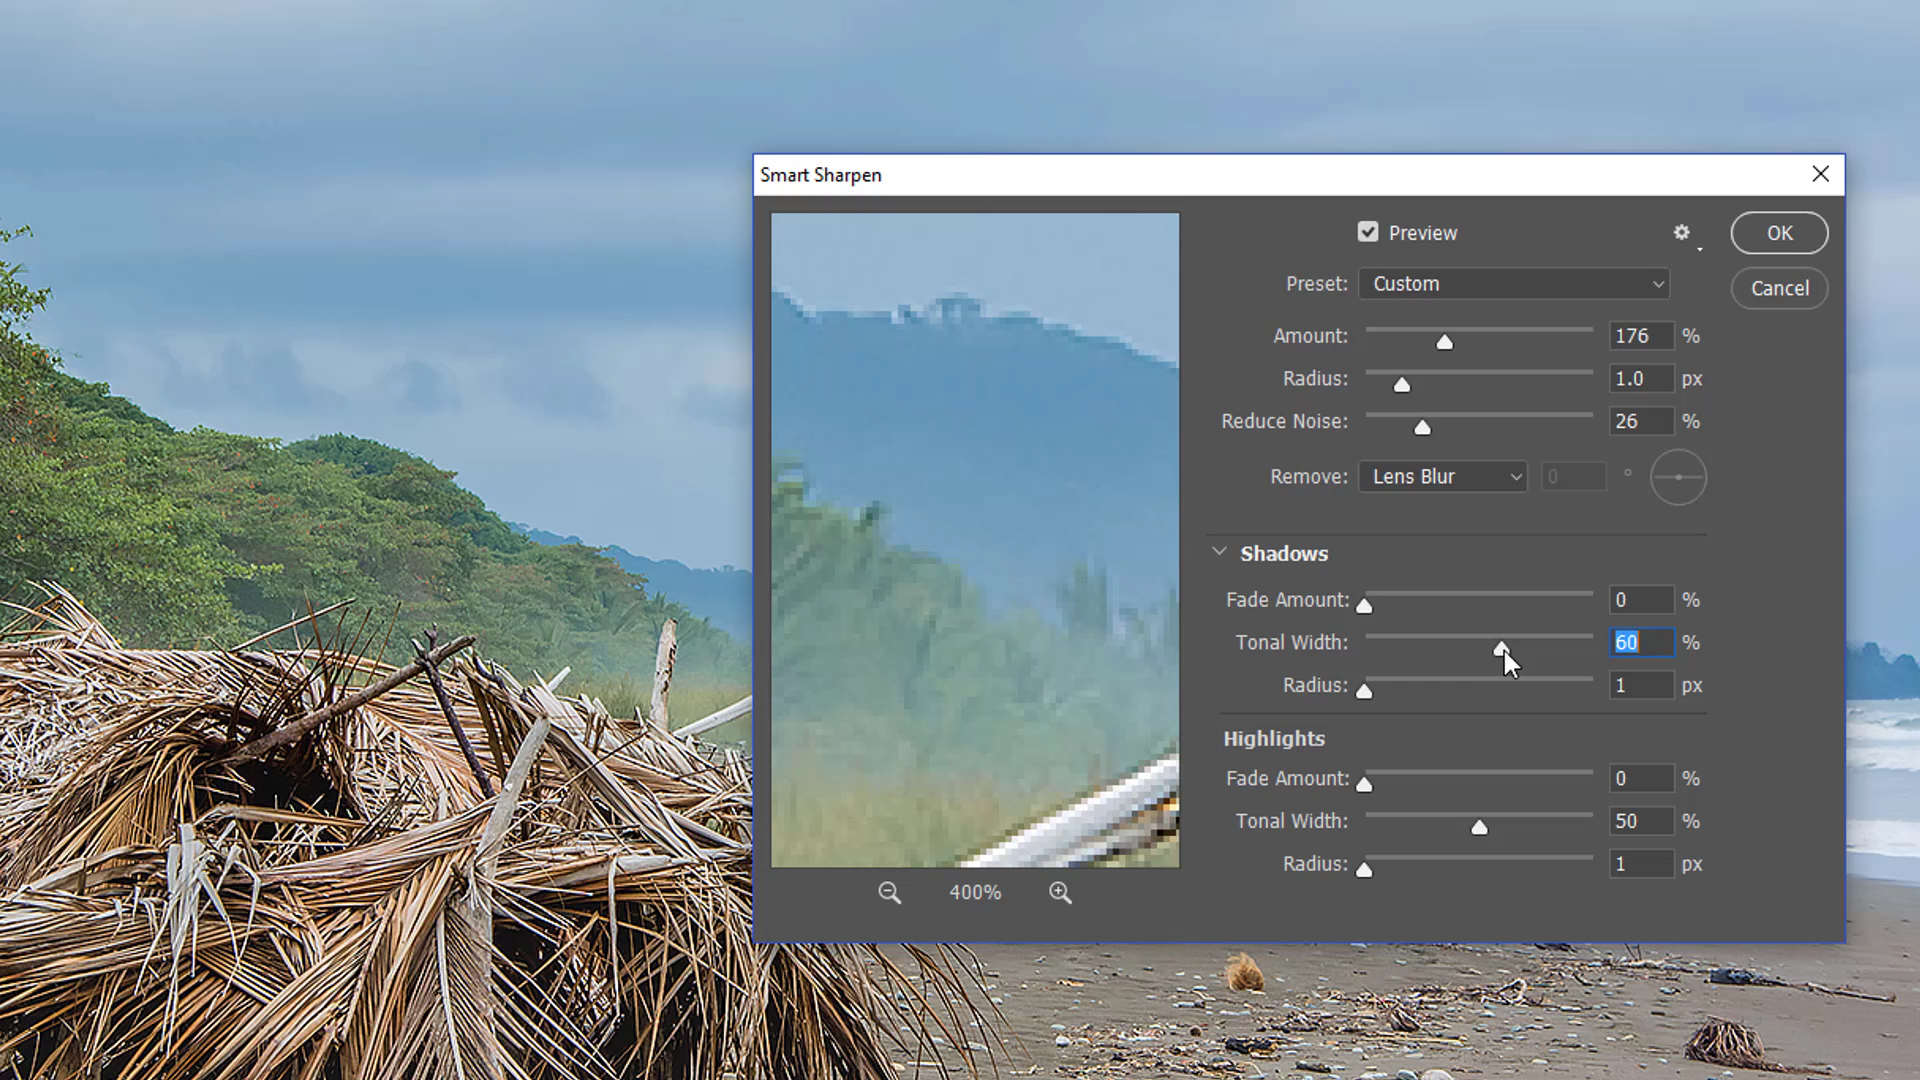 Smart Sharpen
Preview
OK
Preset: Custom
Cancel
Amount: 176 %
Radius: 1.0 px
Reduce Noise: 26 %
Remove: Lens Blur 0 °
Shadows
Fade Amount: 0 %
Tonal Width: 60 %
Radius: 1 px
Highlights
Fade Amount: 0 %
Tonal Width: 50 %
Radius: 1 px
400%